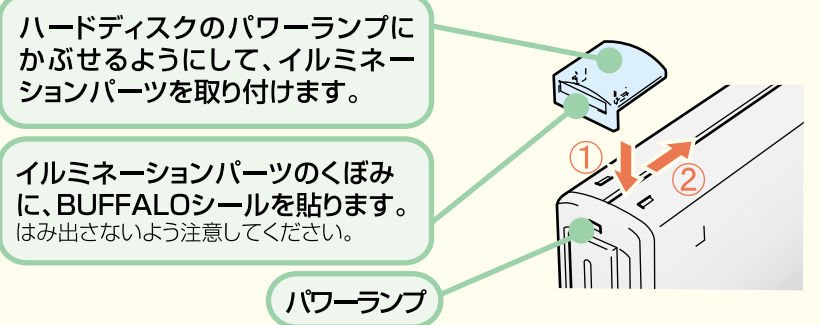 ハードディスクのパワーランプに
かぶせるようにして、イルミネー
ションパーツを取り付けます。
①
②
イルミネーションパーツのくぼみ
に、BUFFALOシールを貼ります。
はみ出さないよう注意してください。
パワーランプ